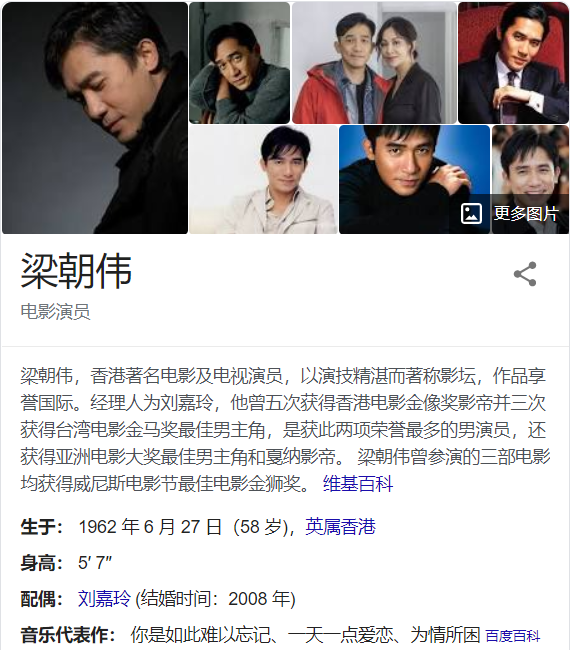 更多图片
梁朝伟
电影演员
梁朝伟，香港著名电影及电视演员，以演技精湛而著称影坛，作品享
誉国际。经理人为刘嘉玲，他曾五次获得香港电影金像奖影帝并三次
获得台湾电影金马奖最佳男主角，是获此两项荣誉最多的男演员，还
获得亚洲电影大奖最佳男主角和戛纳影帝。 梁朝伟曾参演的三部电影
均获得威尼斯电影节最佳电影金狮奖。 维基百科
生于： 1962 年 6 月 27 日（58 岁)，英属香港
身高： 5′ 7″
配偶： 刘嘉玲 (结婚时间：2008 年)
音乐代表作： 你是如此难以忘记、一天一点爱恋、为情所困 百度百科